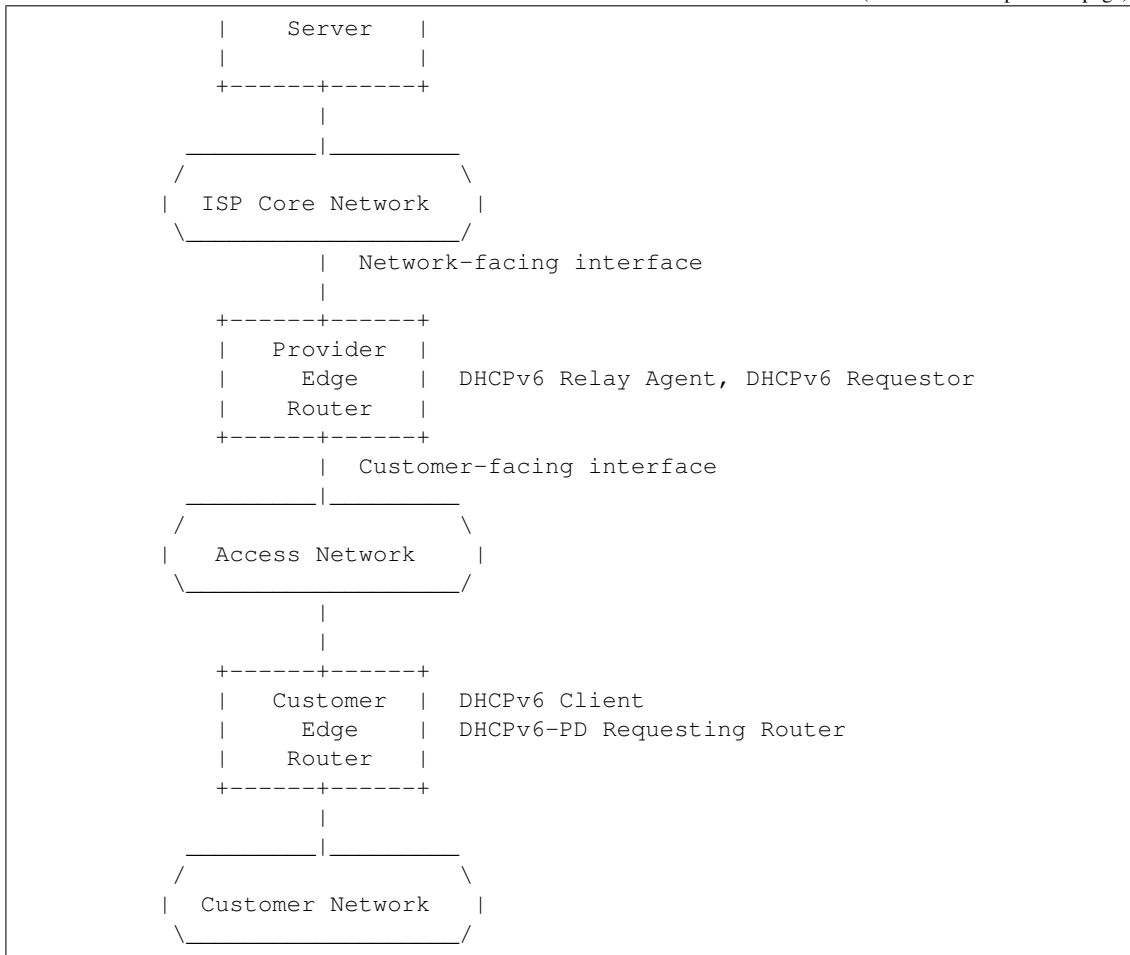 Server
ISP Core Network
Network-facing interface
Provider
Edge DHCPv6 Relay Agent, DHCPv6 Requestor
Router
Customer-facing interface
Access Network
Customer DHCPv6 Client
Edge DHCPv6-PD Requesting Router
Router
Customer Network